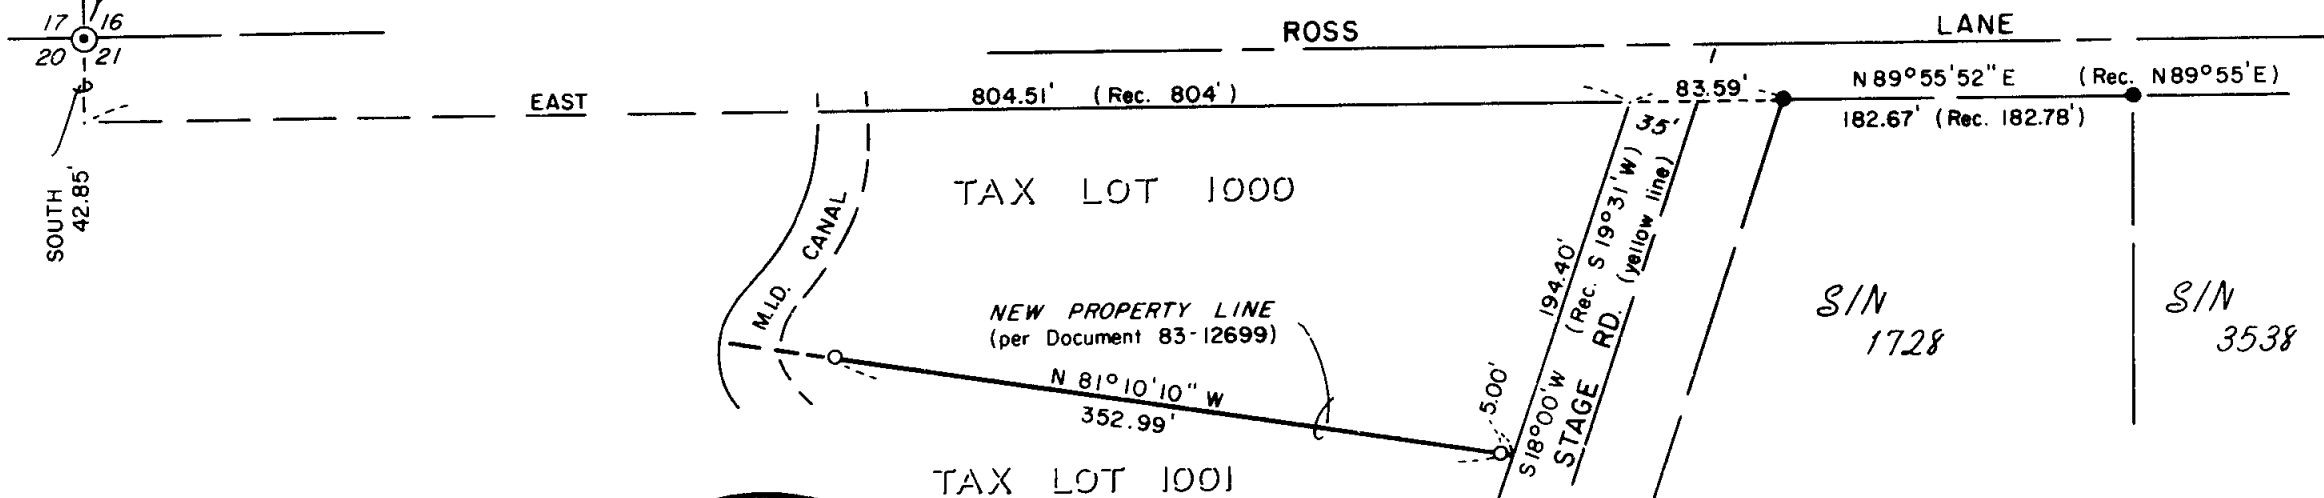 17 16
20 21
ROSS LANE
EAST
804.51' (Rec. 804')
83.59'
N 89°55'52" E (Rec. N89°55'E)
182.67' (Rec. 182.78')
35'
SOUTH
42.85'
TAX LOT 1000
M.I.D. CANAL
194.40'
S 18°00'W (Rec. S 19°31'W)
STAGE RD. (yellow line)
S/N
1728
S/N
3538
NEW PROPERTY LINE
(per Document 83-12699)
N 81°10'10" W
352.99'
5.00'
TAX LOT 1001